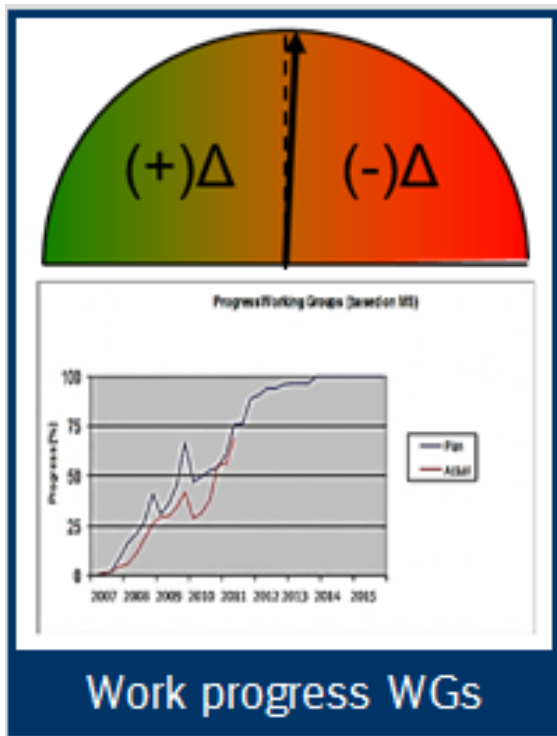 (+)Δ (-)Δ
Progress Working Groups (based on MS)
100
75
50
25
0
Progress (%)
2007 2008 2009 2010 2011 2012 2013 2014 2015
Plan
Actual
Work progress WGs